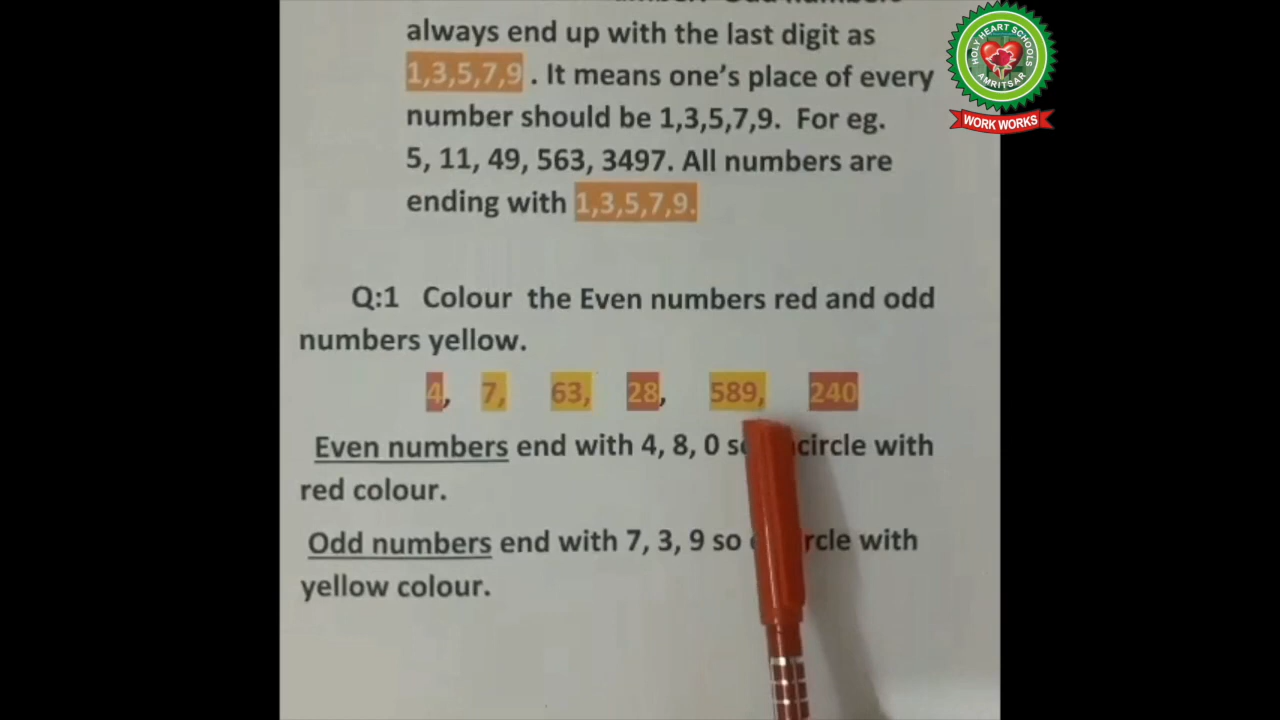 always end up with the last digit as
1,3,5,7,9 . It means one's place of every
number should be 1,3,5,7,9. For eg.
5, 11, 49, 563, 3497. All numbers are
ending with 1,3,5,7,9.
Q:1 Colour the Even numbers red and odd
numbers yellow.
4, 7, 63, 28, 589, 240
Even numbers end with 4, 8, 0 circle with
red colour.
Odd numbers end with 7, 3, 9 so with
yellow colour.
HOLY HEART SCHOOLS
AMRITSAR
WORK WORKS